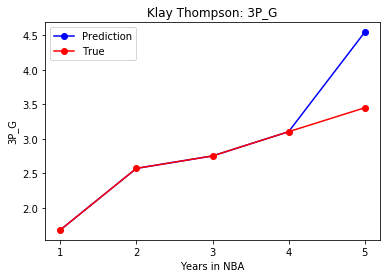 Klay Thompson: 3P_G
Prediction
True
4.5
4.0
3.5
3.0
2.5
2.0
3P_G
1 2 3 4 5
Years in NBA